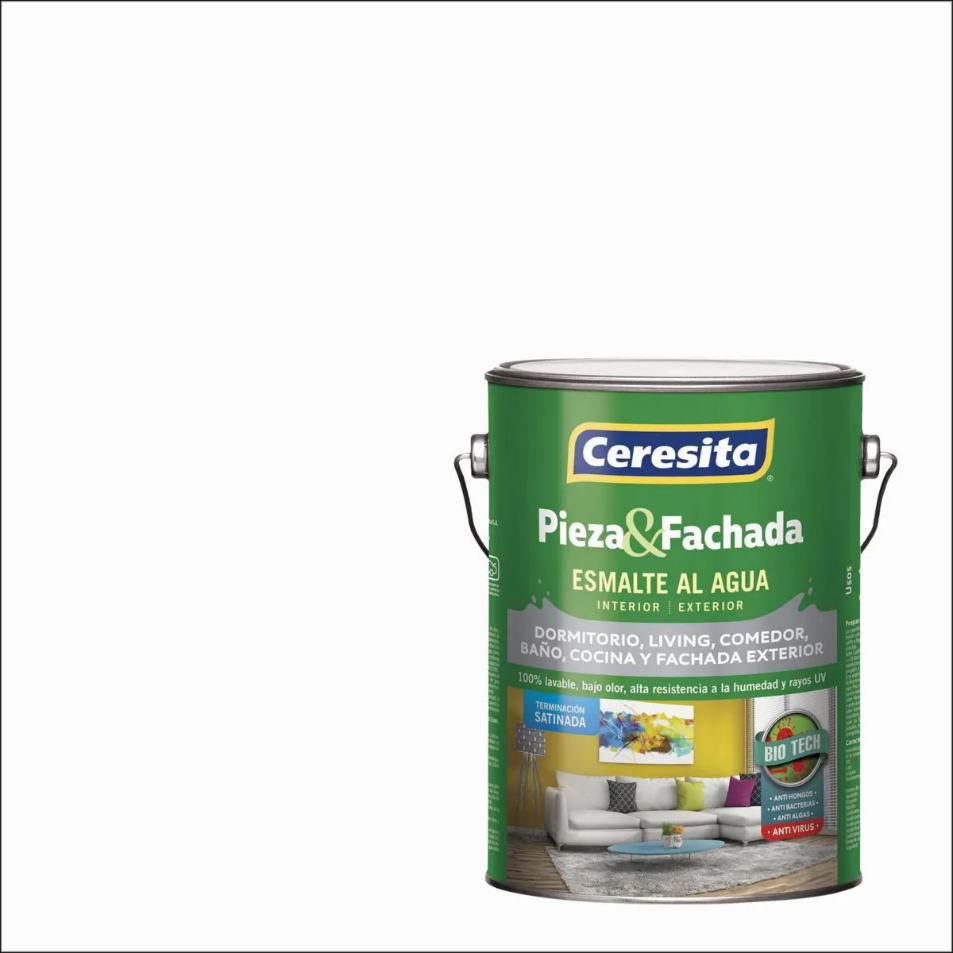 Ceresita
Pieza&Fachada
ESMALTE AL AGUA
INTERIOR EXTERIOR
DORMITORIO, LIVING, COMEDOR,
BAÑO, COCINA Y FACHADA EXTERIOR
100% lavable, bajo olor, alta resistencia a la humedad y rayos UV
TERMINACIÓN
SATINADA
BIO TECH
• ANTI HONGOS •
• ANTI BACTERIAS •
• ANTI ALGAS •
• ANTI VIRUS •
Usos